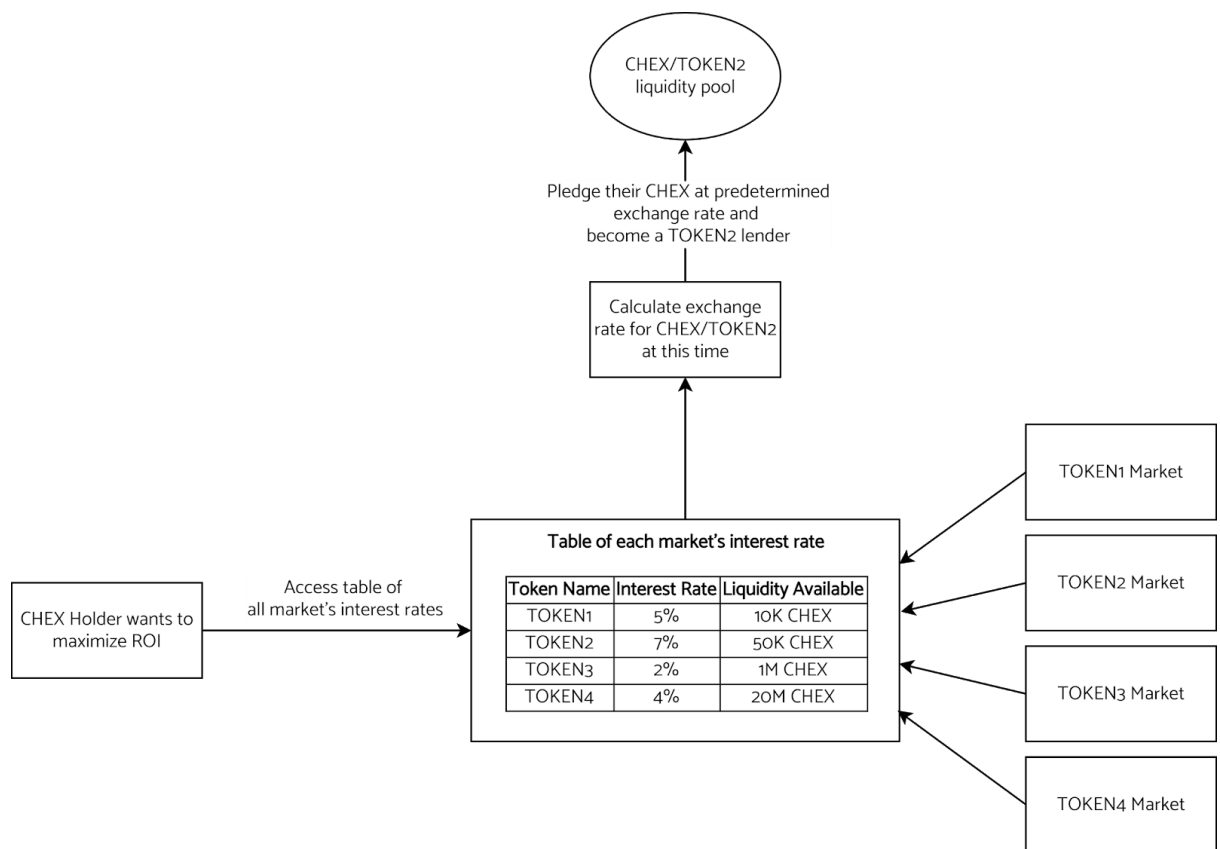 CHEX/TOKEN2
liquidity pool
Pledge their CHEX at predetermined
exchange rate and
become a TOKEN2 lender
Calculate exchange
rate for CHEX/TOKEN2
at this time
TOKEN1 Market
Table of each market's interest rate
Token Name Interest Rate Liquidity Available
TOKEN1 5% 10K CHEX
TOKEN2 7% 50K CHEX
TOKEN3 2% 1M CHEX
TOKEN4 4% 20M CHEX
Access table of
all market's interest rates
CHEX Holder wants to
maximize ROI
TOKEN2 Market
TOKEN3 Market
TOKEN4 Market